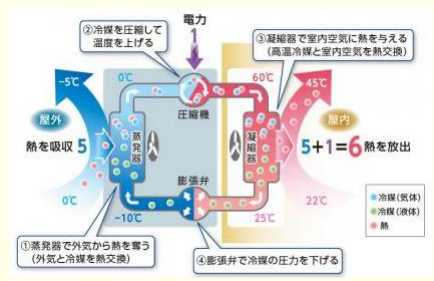 電力
1
②冷媒を圧縮して
温度を上げる
③凝縮器で室内空気に熱を与える
(高温冷媒と室内空気を熱交換)
-5℃
0℃
60℃
45℃
圧縮機
屋外
熱を吸収 5
蒸発器
凝縮器
屋内
5+1=6 熱を放出
膨張弁
0℃
-10℃
25℃
22℃
冷媒(気体)
冷媒(液体)
熱
①蒸発器で外気から熱を奪う
(外気と冷媒を熱交換)
④膨張弁で冷媒の圧力を下げる